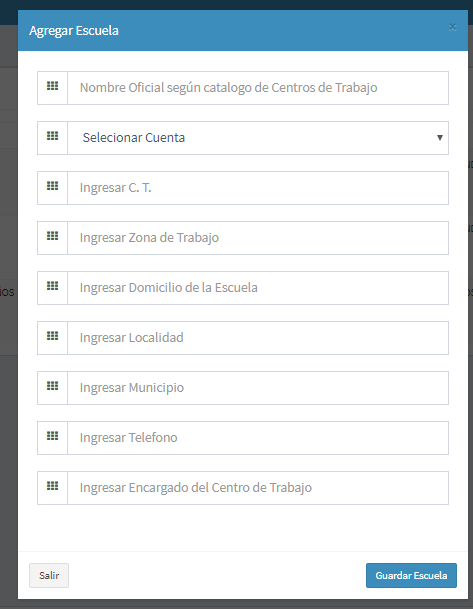 Agregar Escuela
×
Nombre Oficial según catalogo de Centros de Trabajo
Selecionar Cuenta
Ingresar C. T.
Ingresar Zona de Trabajo
Ingresar Domicilio de la Escuela
Ingresar Localidad
Ingresar Municipio
Ingresar Telefono
Ingresar Encargado del Centro de Trabajo
Salir
Guardar Escuela